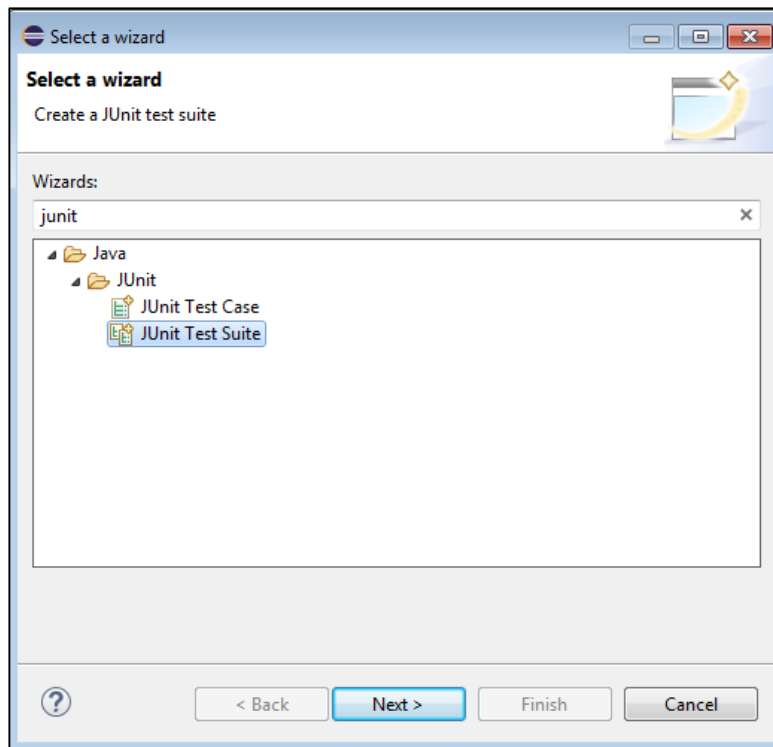 Select a wizard
Select a wizard
Create a JUnit test suite
Wizards:
junit
Java
JUnit
JUnit Test Case
JUnit Test Suite
? < Back Next > Finish Cancel